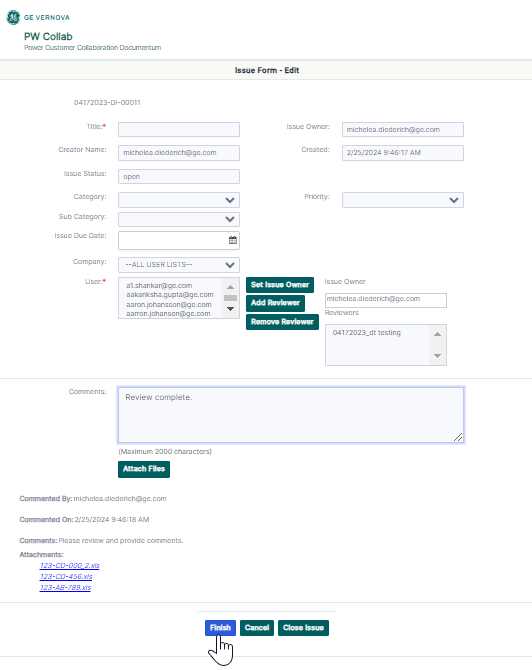 GE VERNOVA
PW Collab
Power Customer Collaboration Documentum
Issue Form - Edit
04172023-DI-00011
Title:*
Issue Owner: michelea.diederich@ge.com
Creator Name: michelea.diederich@ge.com
Created: 2/25/2024 9:46:17 AM
Issue Status: open
Category:
Priority:
Sub Category:
Issue Due Date:
Company: --ALL USER LISTS--
User:*
a1.shankar@ge.com
aakanksha.gupta@ge.com
aaron.johansson@ge.com
aarron.johansen@ge.com
Set Issue Owner
Add Reviewer
Remove Reviewer
Issue Owner
michelea.diederich@ge.com
Reviewers
04172023_dt testing
Comments: Review complete.
(Maximum 2000 characters)
Attach Files
Commented By: michelea.diederich@ge.com
Commented On: 2/25/2024 9:46:18 AM
Comments: Please review and provide comments.
Attachments:
123-CD-000_2.xls
123-CD-456.xls
123-AB-789.xls
Finish Cancel Close Issue